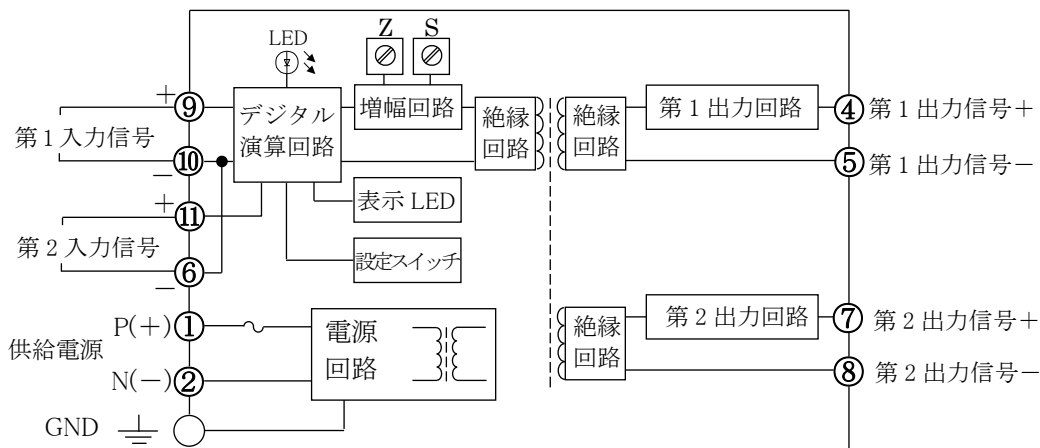 LED
Z
S
+
⑨
第1入力信号
⑩
−
+
⑪
第2入力信号
⑥
−
P(+)
①
供給電源
N(−)
②
GND
デジタル
演算回路
増幅回路
絶縁
回路
表示 LED
設定スイッチ
電源
回路
絶縁
回路
第1出力回路
④
第1出力信号+
⑤
第1出力信号−
絶縁
回路
第2出力回路
⑦
第2出力信号+
⑧
第2出力信号−